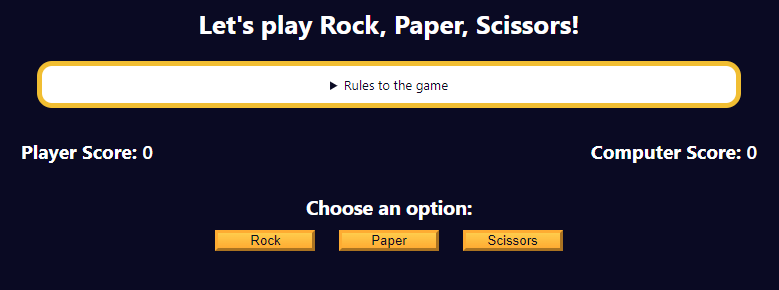 Let's play Rock, Paper, Scissors!
▶ Rules to the game
Player Score: 0 Computer Score: 0
Choose an option:
Rock Paper Scissors